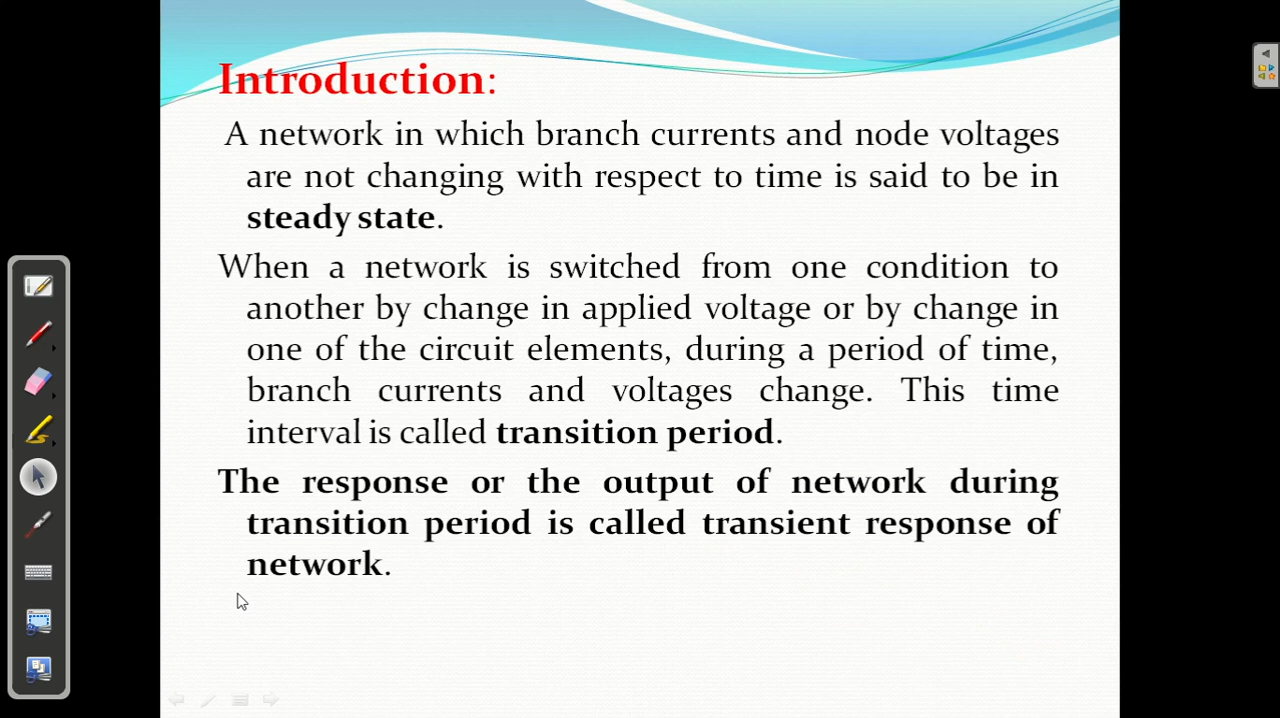 Introduction:
A network in which branch currents and node voltages
are not changing with respect to time is said to be in
steady state.
When a network is switched from one condition to
another by change in applied voltage or by change in
one of the circuit elements, during a period of time,
branch currents and voltages change. This time
interval is called transition period.
The response or the output of network during
transition period is called transient response of
network.